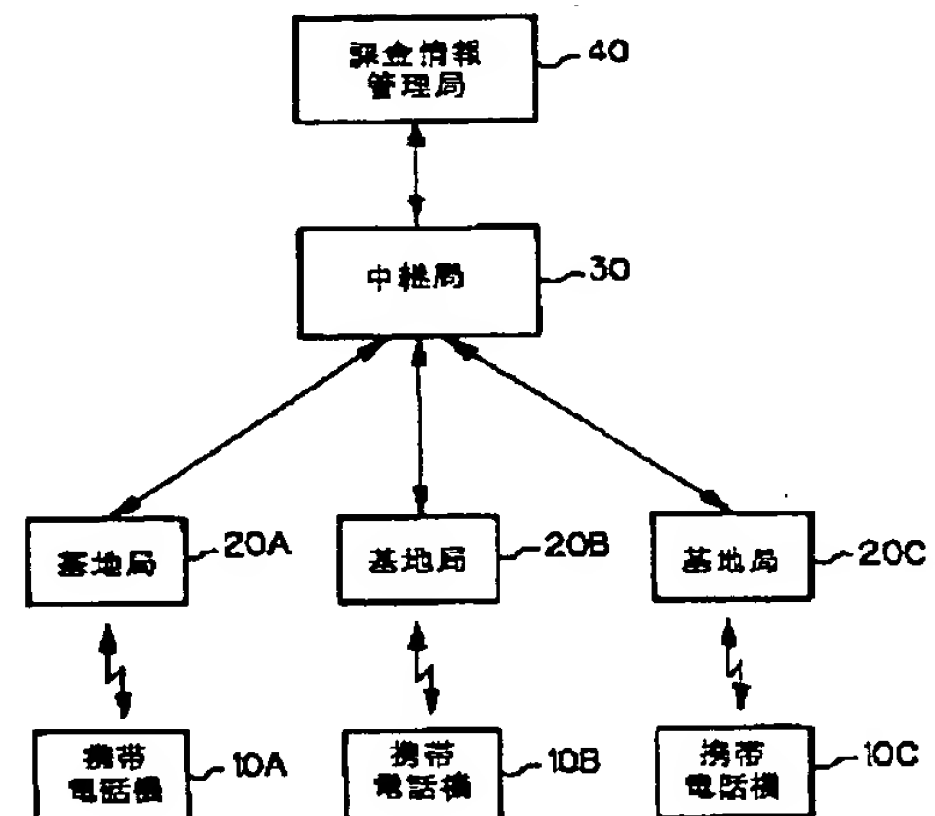 課金情報
管理局
40
中継局
30
基地局
20A
基地局
20B
基地局
20C
携帯
電話機
10A
携帯
電話機
10B
携帯
電話機
10C